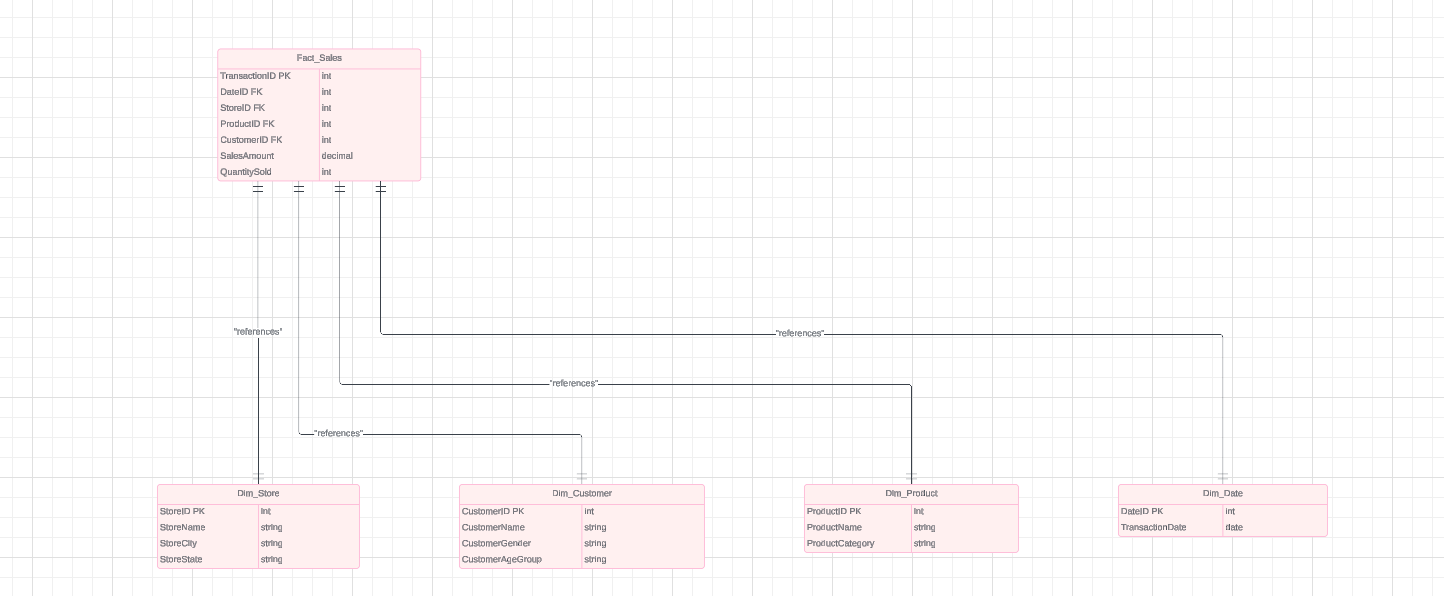 Fact_Sales
TransactionID PK int
DateID FK int
StoreID FK int
ProductID FK int
CustomerID FK int
SalesAmount decimal
QuantitySold int
"references"
"references"
"references"
"references"
Dim_Store
StoreID PK int
StoreName string
StoreCity string
StoreState string
Dim_Customer
CustomerID PK int
CustomerName string
CustomerGender string
CustomerAgeGroup string
Dim_Product
ProductID PK int
ProductName string
ProductCategory string
Dim_Date
DateID PK int
TransactionDate date